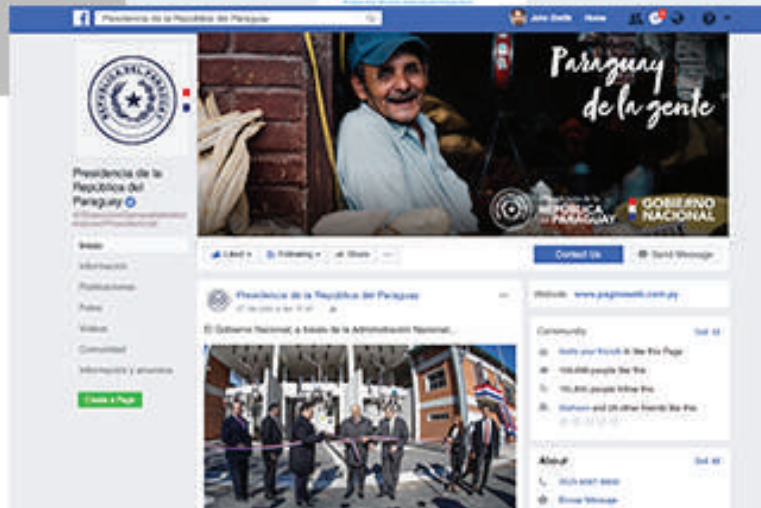 Presidencia de la República del Paraguay
John Smith Home
REPUBLICA DEL PARAGUAY
Paraguay
de la gente
REPÚBLICA
DEL PARAGUAY
GOBIERNO
NACIONAL
Presidencia de la
República del
Paraguay
Inicio
Información
Publicaciones
Fotos
Videos
Comunidad
Información y anuncios
Create a Page
Liked Following Share
Contact Us
Send Message
Presidencia de la República del Paraguay
El Gobierno Nacional, a través de la Administración Nacional...
Website www.paginaweb.com.py
Community See All
Invite your friends to like this Page
people like this
people follow this
and 26 other friends like this
About See All
Enviar Message